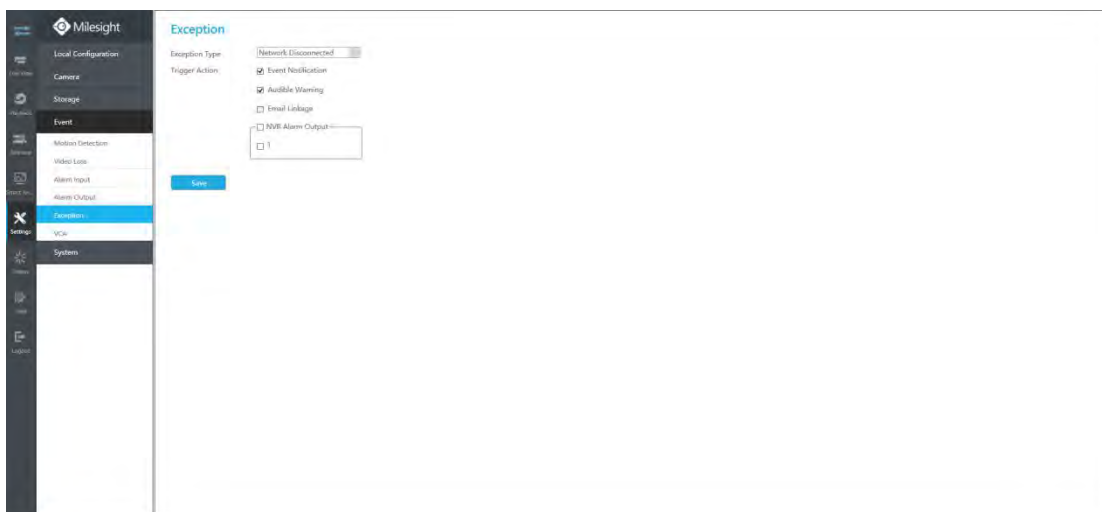 Milesight
Local Configuration
Camera
Storage
Event
Motion Detection
Video Loss
Alarm Input
Alarm Output
Exception
VCA
System
Settings
Logout
Exception
Exception Type
Network Disconnected
Trigger Action
Event Notification
Audible Warning
Email Linkage
NVR Alarm Output
1
Save